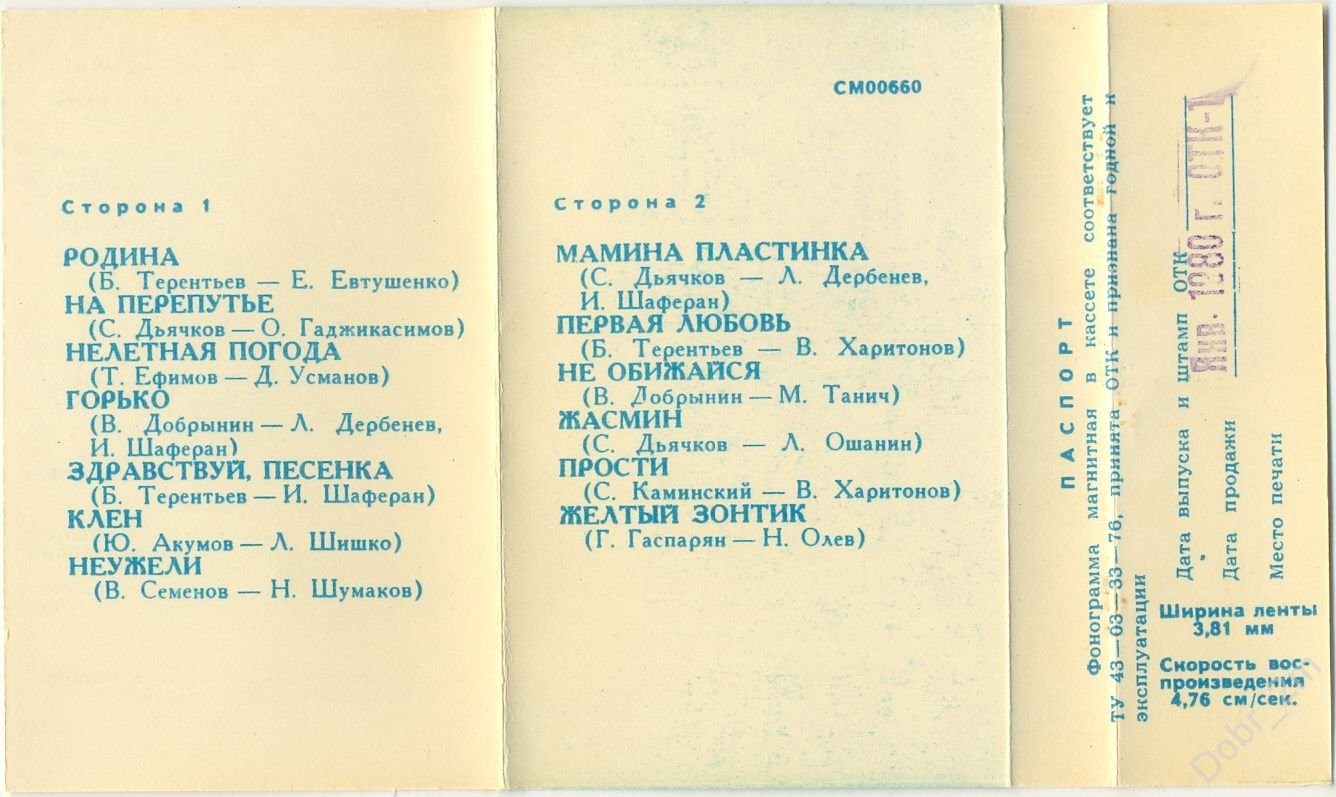 Сторона 1
РОДИНА
(Б. Терентьев — Е. Евтушенко)
НА ПЕРЕПУТЬЕ
(С. Дьячков — О. Гаджикасимов)
НЕЛЕТНАЯ ПОГОДА
(Т. Ефимов — Д. Усманов)
ГОРЬКО
(В. Добрынин — Л. Дербенев,
И. Шаферан)
ЗДРАВСТВУЙ, ПЕСЕНКА
(Б. Терентьев — И. Шаферан)
КЛЕН
(Ю. Акумов — Л. Шишко)
НЕУЖЕЛИ
(В. Семенов — Н. Шумаков)
СМ00660
Сторона 2
МАМИНА ПЛАСТИНКА
(С. Дьячков — Л. Дербенев,
И. Шаферан)
ПЕРВАЯ ЛЮБОВЬ
(Б. Терентьев — В. Харитонов)
НЕ ОБИЖАЙСЯ
(В. Добрынин — М. Танич)
ЖАСМИН
(С. Дьячков — Л. Ошанин)
ПРОСТИ
(С. Каминский — В. Харитонов)
ЖЕЛТЫЙ ЗОНТИК
(Г. Гаспарян — Н. Олев)
ПАСПОРТ
Фонограмма магнитная в кассете соответствует
ТУ 43—03—33—76, принята ОТК и признана годной к
эксплуатации
Дата выпуска и штамп ОТК
Янв. 1980 г. ОТК-1
Дата продажи
Место печати
Ширина ленты
3,81 мм
Скорость вос-
произведения
4,76 см/сек.